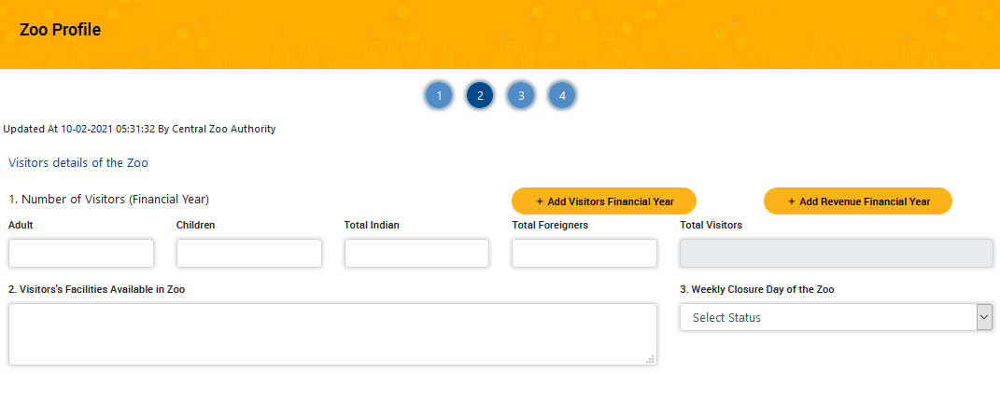 Zoo Profile
1 2 3 4
Updated At 10-02-2021 05:31:32 By Central Zoo Authority
Visitors details of the Zoo
1. Number of Visitors (Financial Year) + Add Visitors Financial Year + Add Revenue Financial Year
Adult Children Total Indian Total Foreigners Total Visitors
2. Visitors's Facilities Available in Zoo 3. Weekly Closure Day of the Zoo
Select Status